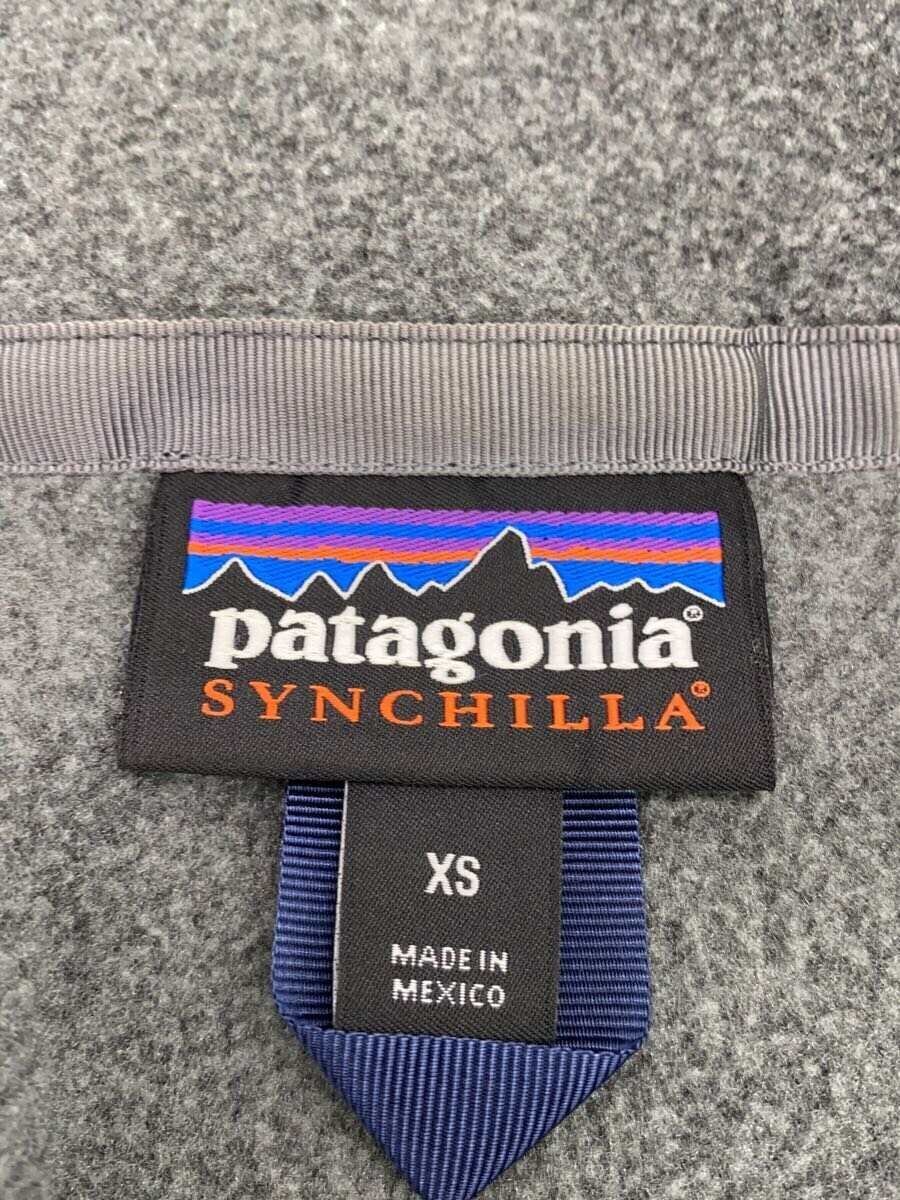 patagonia®
SYNCHILLA®
XS
MADE IN
MEXICO